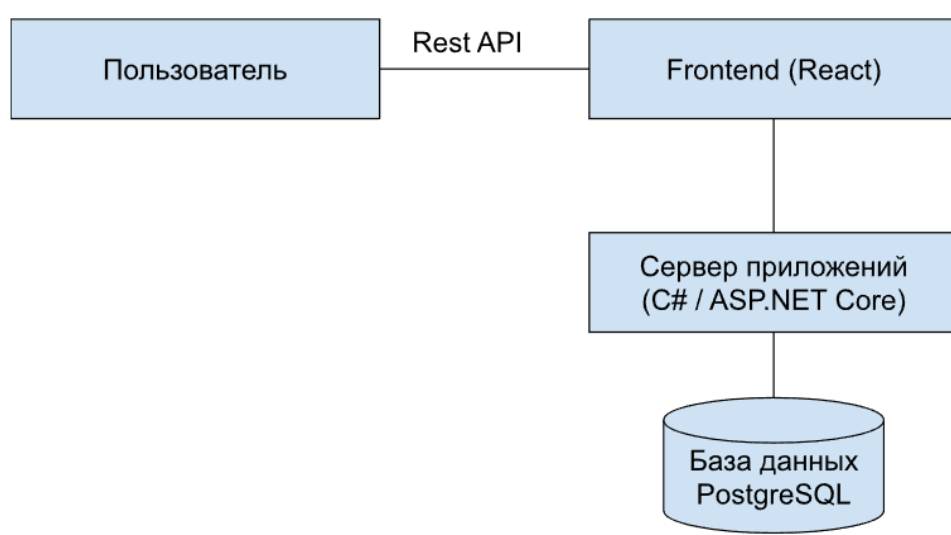 Пользователь
Rest API
Frontend (React)
Сервер приложений
(C# / ASP.NET Core)
База данных
PostgreSQL